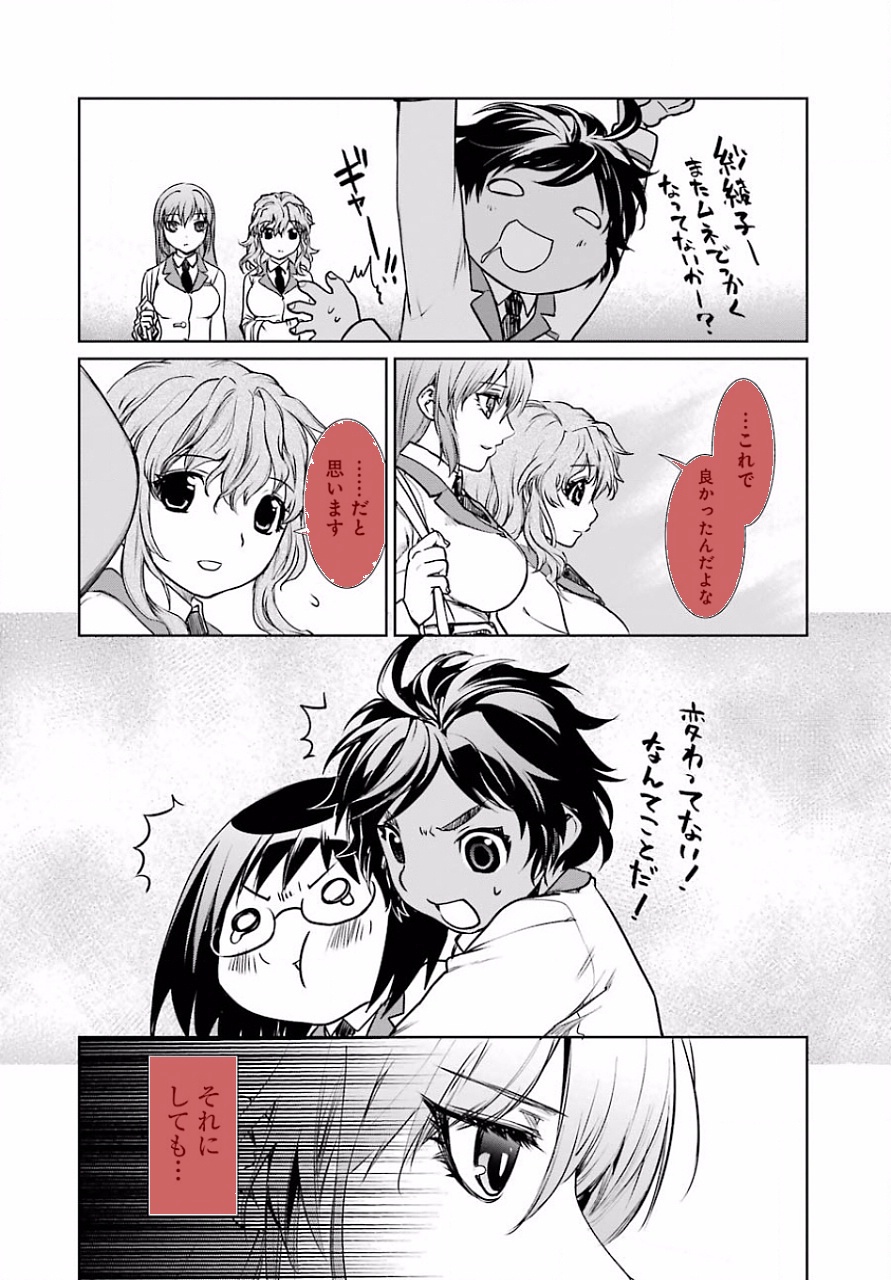 紗綾子ー
またムネでっかく
なってないかー?
ギャー!!
…これで
良かったんだよな
……だと
思います
変わってない!
なんてことだ!
それに
しても…